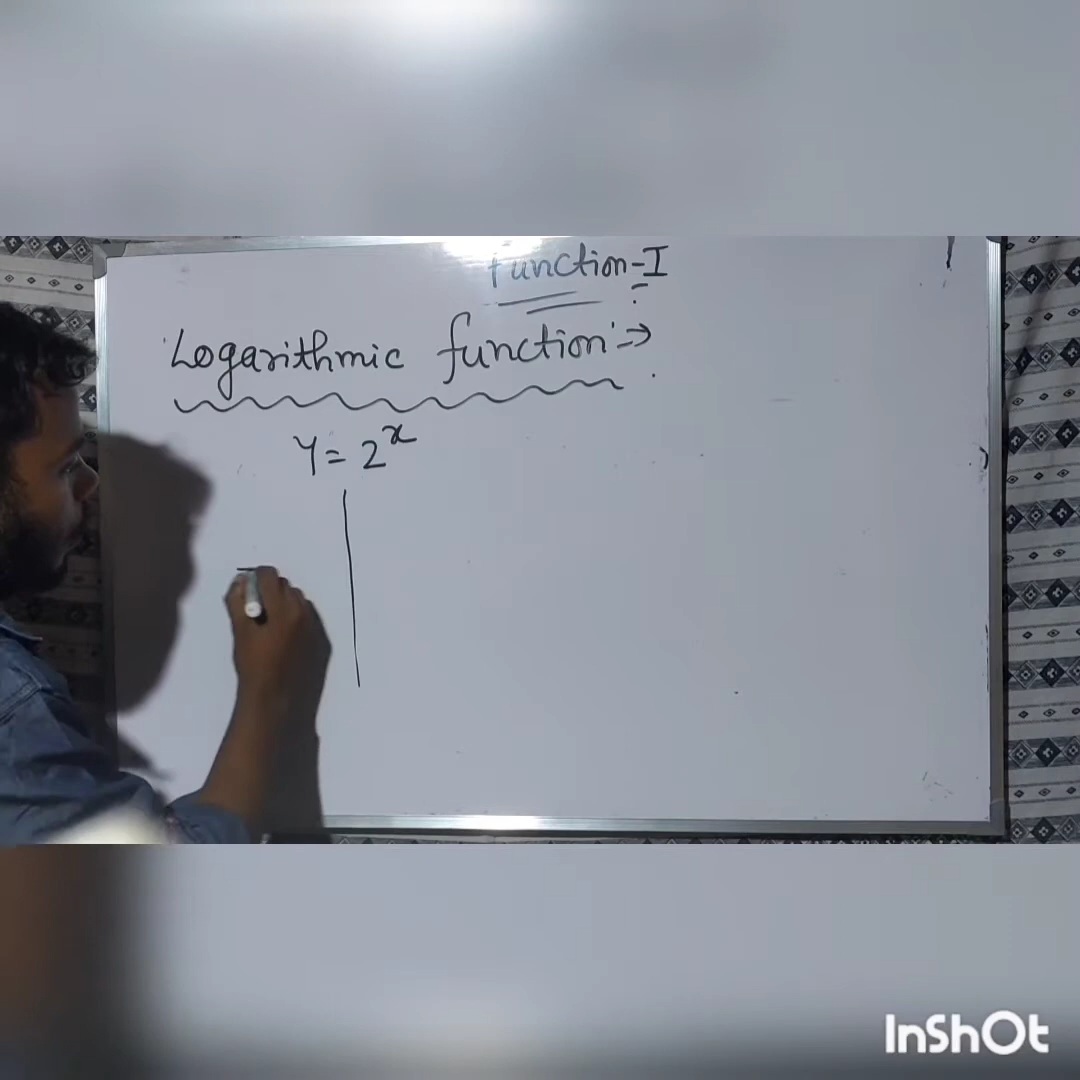 Function-I
Logarithmic function:→
Y = 2^x
InShOt